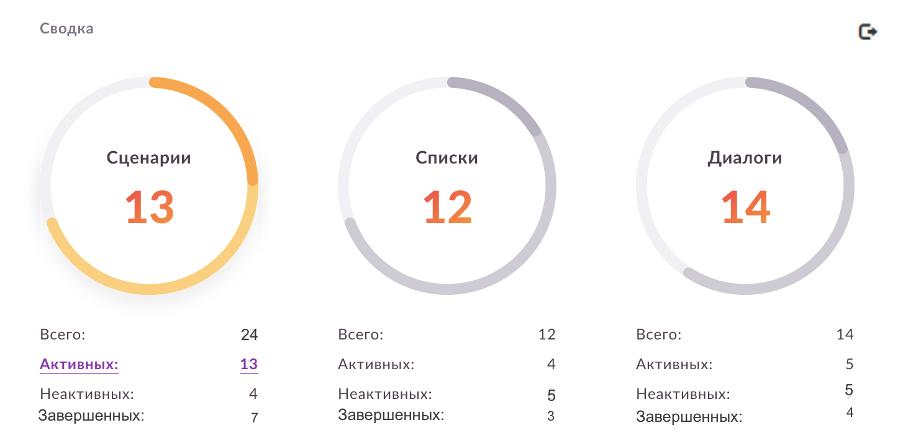 Сводка
Сценарии
13
Всего: 24
Активных: 13
Неактивных: 4
Завершенных: 7
Списки
12
Всего: 12
Активных: 4
Неактивных: 5
Завершенных: 3
Диалоги
14
Всего: 14
Активных: 5
Неактивных: 5
Завершенных: 4